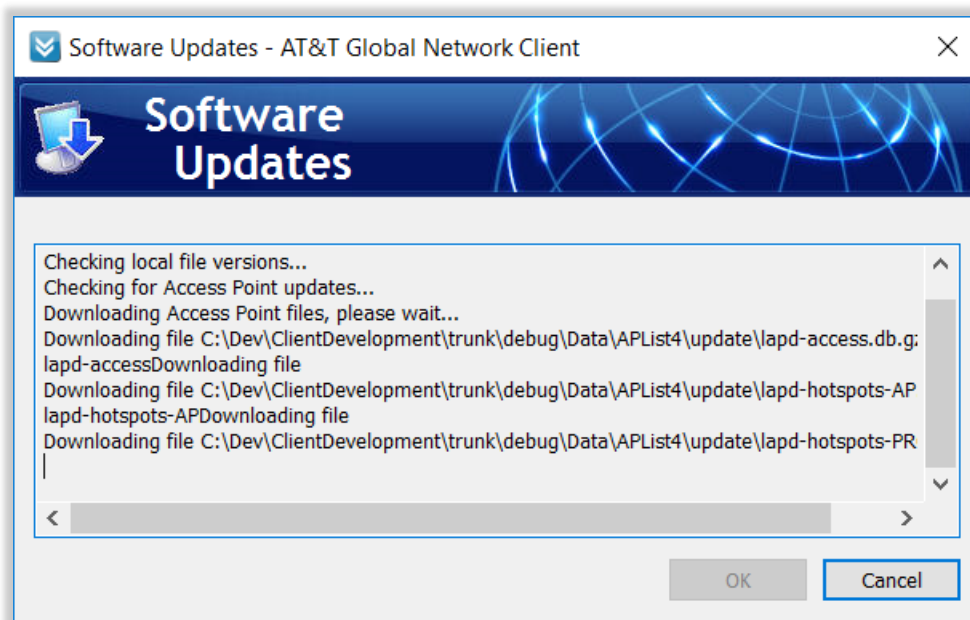 Software Updates - AT&T Global Network Client
Software
Updates
Checking local file versions...
Checking for Access Point updates...
Downloading Access Point files, please wait...
Downloading file C:\Dev\ClientDevelopment\trunk\debug\Data\APList4\update\lapd-access.db.gz
lapd-accessDownloading file
Downloading file C:\Dev\ClientDevelopment\trunk\debug\Data\APList4\update\lapd-hotspots-AP
lapd-hotspots-APDownloading file
Downloading file C:\Dev\ClientDevelopment\trunk\debug\Data\APList4\update\lapd-hotspots-PR
OK
Cancel